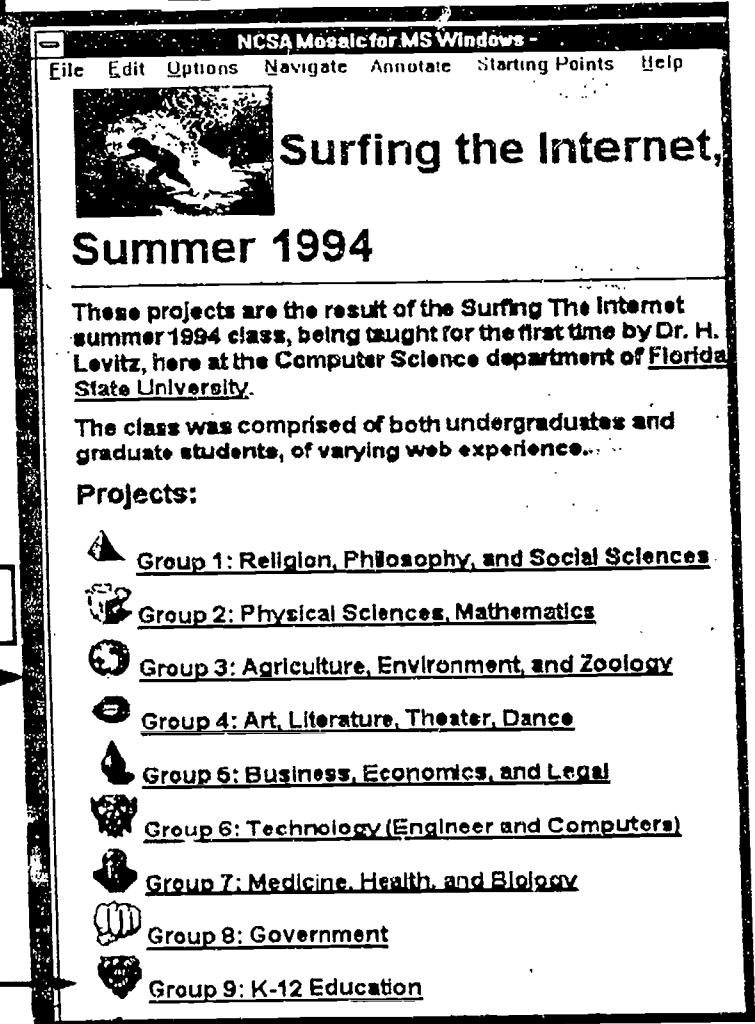 NCSA Mosaic for MS Windows -
File Edit Options Navigate Annotate Starting Points Help
Surfing the Internet,
Summer 1994
These projects are the result of the Surfing The Internet
summer 1994 class, being taught for the first time by Dr. H.
Levitz, here at the Computer Science department of Florida
State University.
The class was comprised of both undergraduates and
graduate students, of varying web experience...
Projects:
Group 1: Religion, Philosophy, and Social Sciences
Group 2: Physical Sciences, Mathematics
Group 3: Agriculture, Environment, and Zoology
Group 4: Art, Literature, Theater, Dance
Group 5: Business, Economics, and Legal
Group 6: Technology (Engineer and Computers)
Group 7: Medicine, Health, and Biology
Group 8: Government
Group 9: K-12 Education